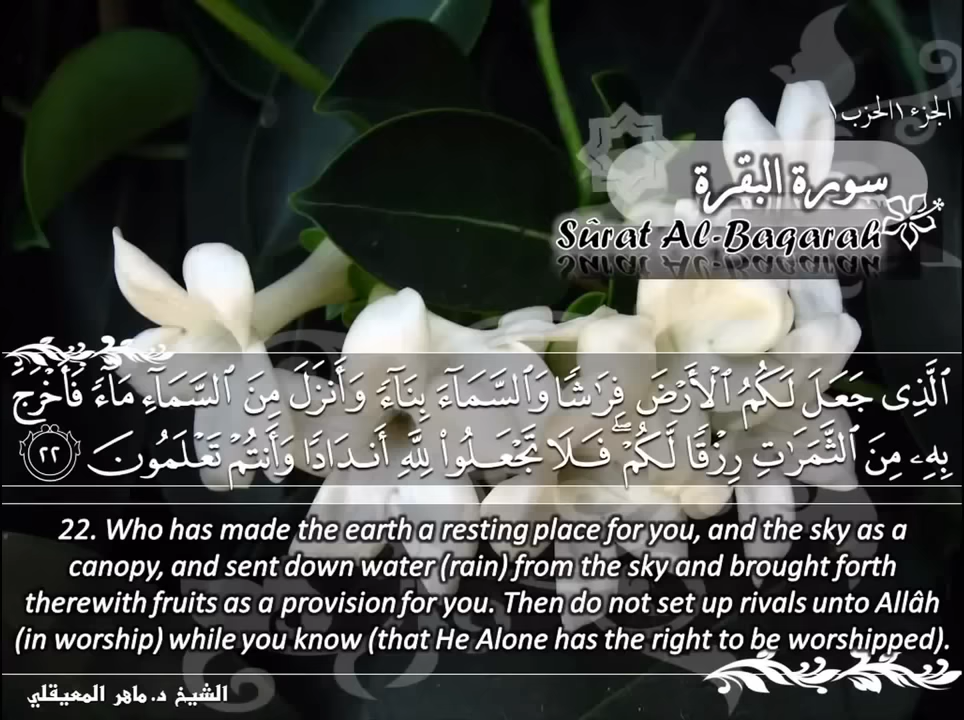 الجزء ١ الحزب ١
سورة البقرة
Sûrat Al-Baqarah
ٱلَّذِى جَعَلَ لَكُمُ ٱلْأَرْضَ فِرَٰشًا وَٱلسَّمَآءَ بِنَآءً وَأَنزَلَ مِنَ ٱلسَّمَآءِ مَآءً فَأَخْرَجَ
بِهِۦ مِنَ ٱلثَّمَرَٰتِ رِزْقًا لَّكُمْ ۖ فَلَا تَجْعَلُوا۟ لِلَّهِ أَندَادًا وَأَنتُمْ تَعْلَمُونَ ٢٢
22. Who has made the earth a resting place for you, and the sky as a
canopy, and sent down water (rain) from the sky and brought forth
therewith fruits as a provision for you. Then do not set up rivals unto Allâh
(in worship) while you know (that He Alone has the right to be worshipped).
الشيخ د. ماهر المعيقلي